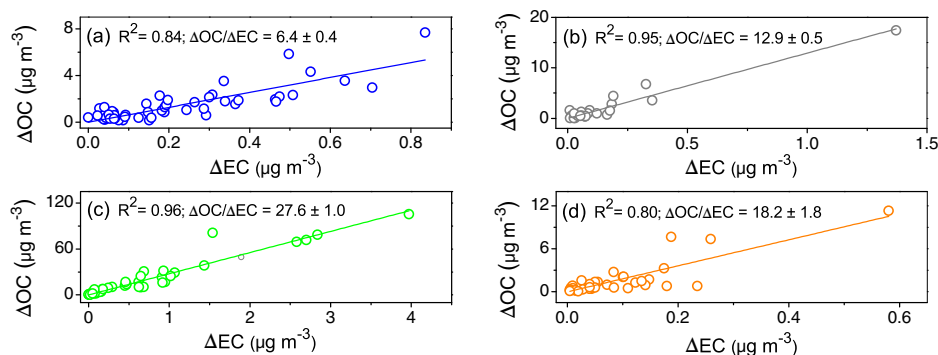 (a) R²= 0.84; ΔOC/ΔEC = 6.4 ± 0.4
8
4
0
ΔOC (µg m⁻³)
0.0 0.2 0.4 0.6 0.8
ΔEC (µg m⁻³)
(b) R²= 0.95; ΔOC/ΔEC = 12.9 ± 0.5
20
10
0
ΔOC (µg m⁻³)
0.0 0.5 1.0 1.5
ΔEC (µg m⁻³)
(c) R²= 0.96; ΔOC/ΔEC = 27.6 ± 1.0
120
60
0
ΔOC (µg m⁻³)
0 1 2 3 4
ΔEC (µg m⁻³)
(d) R²= 0.80; ΔOC/ΔEC = 18.2 ± 1.8
12
6
0
ΔOC (µg m⁻³)
0.0 0.2 0.4 0.6
ΔEC (µg m⁻³)